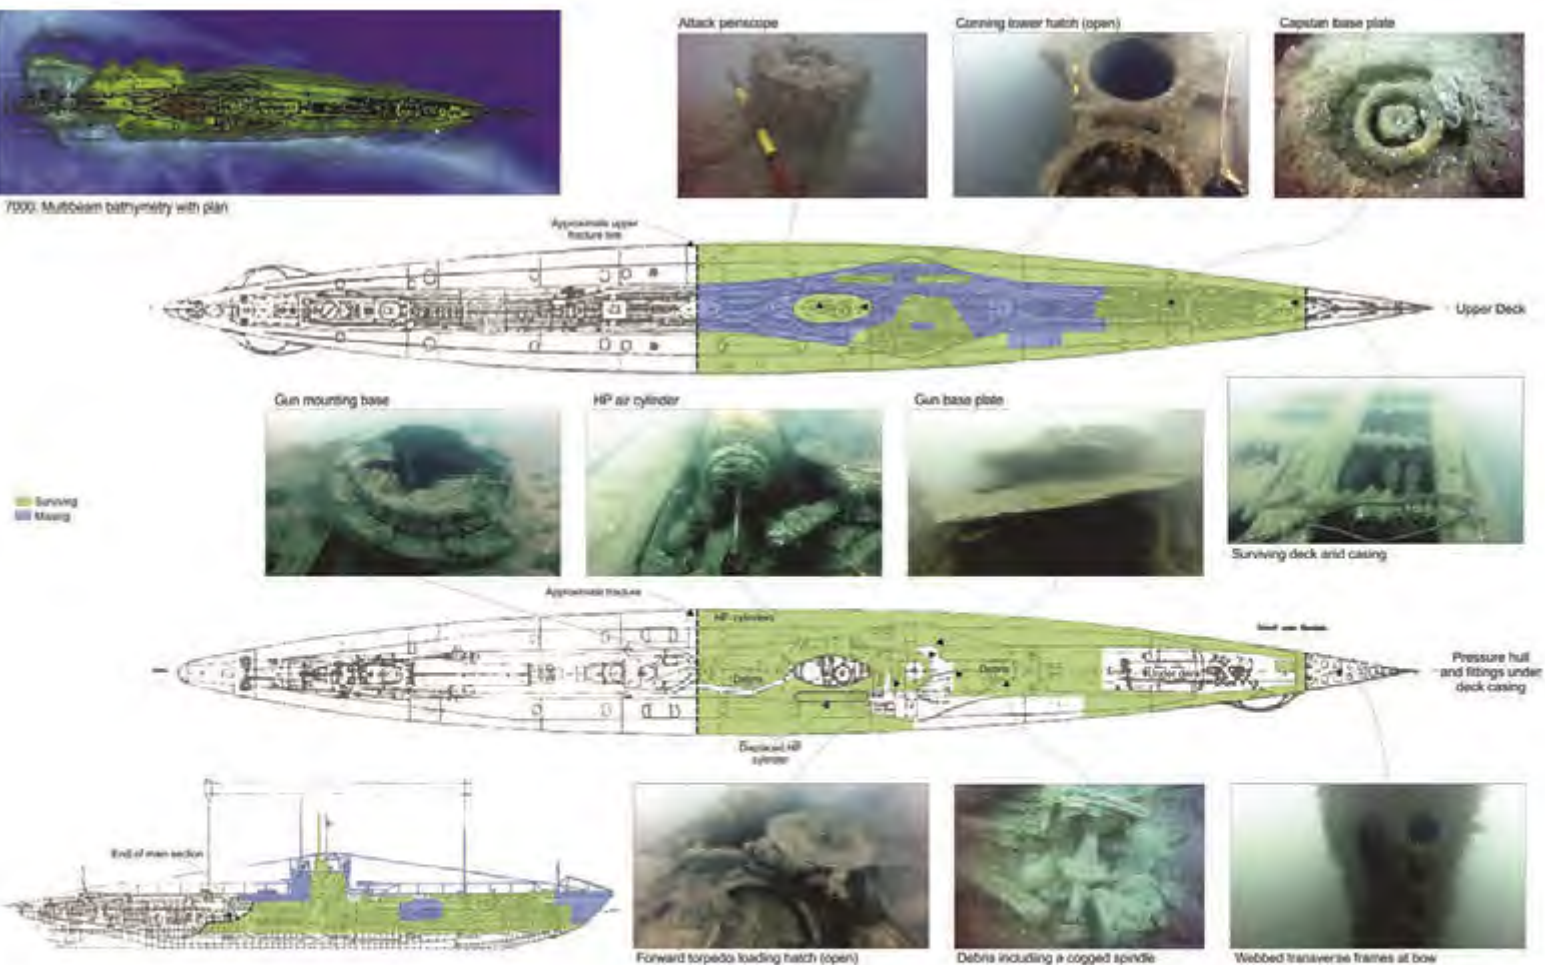 Attack periscope
Conning tower hatch (open)
Capstan base plate
7000: Multibeam bathymetry with plan
Approximate upper
fracture line
Upper Deck
Gun mounting base
HP air cylinder
Gun base plate
Surviving
Missing
Surviving deck and casing
Approximate fracture
HP cylinders
Debris
Debris
Under deck
Pressure hull
and fittings under
deck casing
Displaced HP
cylinder
End of main section
Forward torpedo loading hatch (open)
Debris including a cogged spindle
Webbed transverse frames at bow